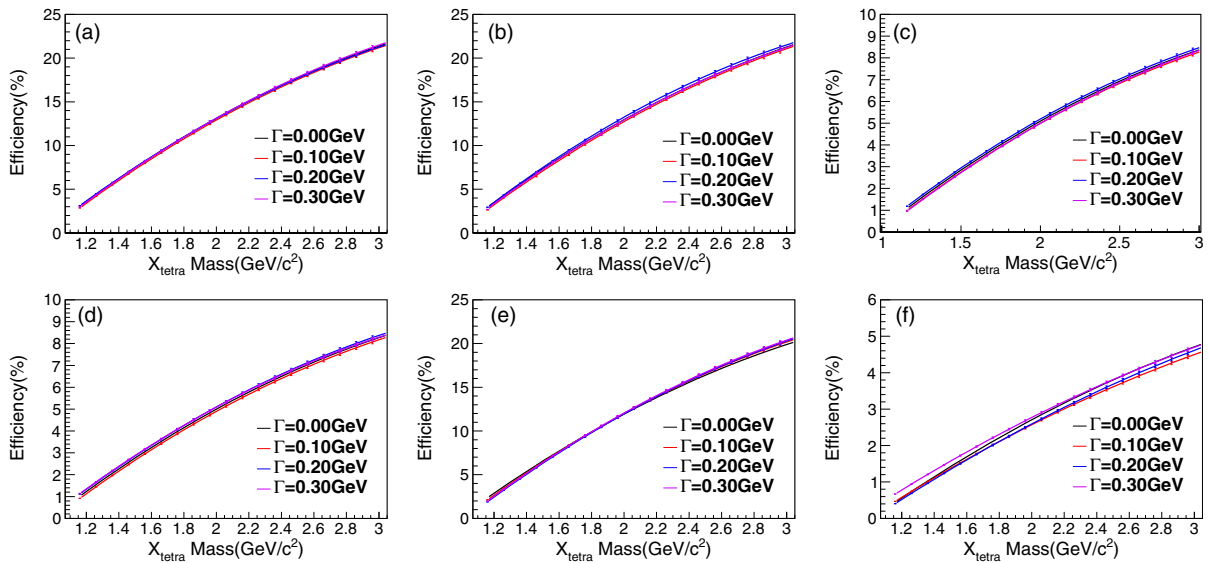 (a)
Efficiency(%)
25
20
15
10
5
0
Γ=0.00GeV
Γ=0.10GeV
Γ=0.20GeV
Γ=0.30GeV
1.2 1.4 1.6 1.8 2 2.2 2.4 2.6 2.8 3
X_tetra Mass(GeV/c²)
(b)
Efficiency(%)
25
20
15
10
5
0
Γ=0.00GeV
Γ=0.10GeV
Γ=0.20GeV
Γ=0.30GeV
1.2 1.4 1.6 1.8 2 2.2 2.4 2.6 2.8 3
X_tetra Mass(GeV/c²)
(c)
Efficiency(%)
10
9
8
7
6
5
4
3
2
1
0
Γ=0.00GeV
Γ=0.10GeV
Γ=0.20GeV
Γ=0.30GeV
1 1.5 2 2.5 3
X_tetra Mass(GeV/c²)
(d)
Efficiency(%)
10
9
8
7
6
5
4
3
2
1
0
Γ=0.00GeV
Γ=0.10GeV
Γ=0.20GeV
Γ=0.30GeV
1.2 1.4 1.6 1.8 2 2.2 2.4 2.6 2.8 3
X_tetra Mass(GeV/c²)
(e)
Efficiency(%)
25
20
15
10
5
0
Γ=0.00GeV
Γ=0.10GeV
Γ=0.20GeV
Γ=0.30GeV
1.2 1.4 1.6 1.8 2 2.2 2.4 2.6 2.8 3
X_tetra Mass(GeV/c²)
(f)
Efficiency(%)
6
5
4
3
2
1
0
Γ=0.00GeV
Γ=0.10GeV
Γ=0.20GeV
Γ=0.30GeV
1.2 1.4 1.6 1.8 2 2.2 2.4 2.6 2.8 3
X_tetra Mass(GeV/c²)